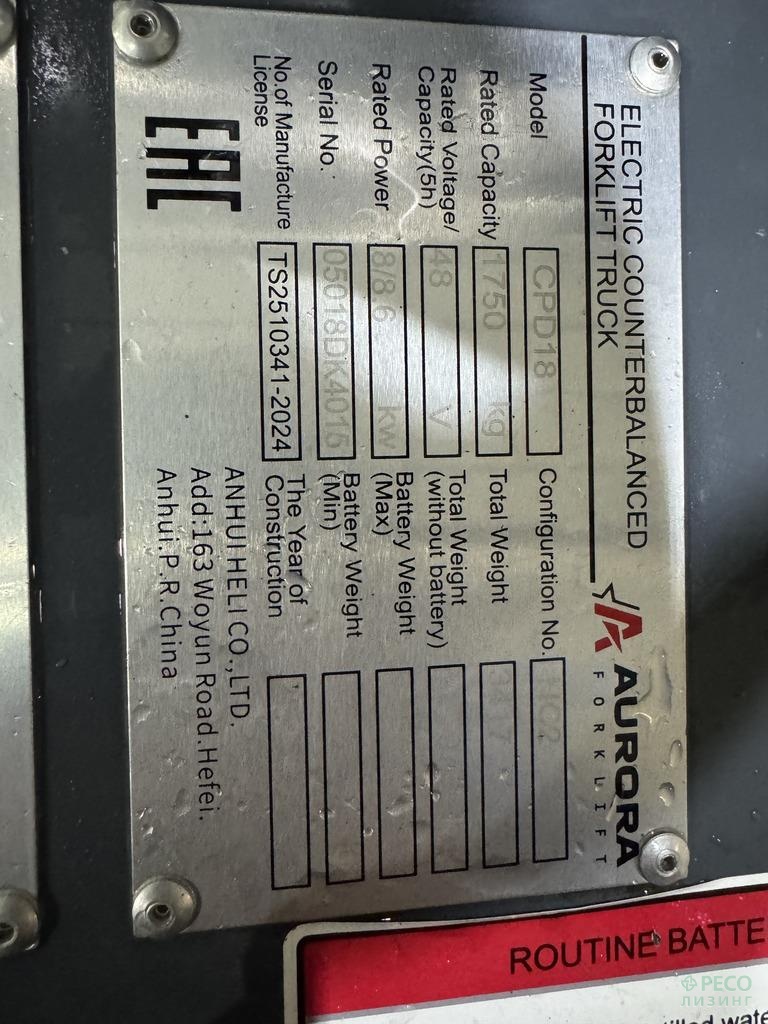 ELECTRIC COUNTERBALANCED
FORKLIFT TRUCK
AURORA
FORKLIFT
Model CPD18 Configuration No. HC2
Rated Capacity 1750 kg Total Weight
Rated Voltage/ 48 V Total Weight
Capacity(5h) (without battery)
Rated Power 8/8.6 kw Battery Weight
(Max)
Serial No. 05018DK4015 Battery Weight
(Min)
No.of Manufacture TS2510341-2024 The Year of
License Construction
EAC
ANHUI HELI CO.,LTD.
Add:163 Woyun Road.Hefei.
Anhui.P.R.China
ROUTINE BATTE
РЕСО
ЛИЗИНГ